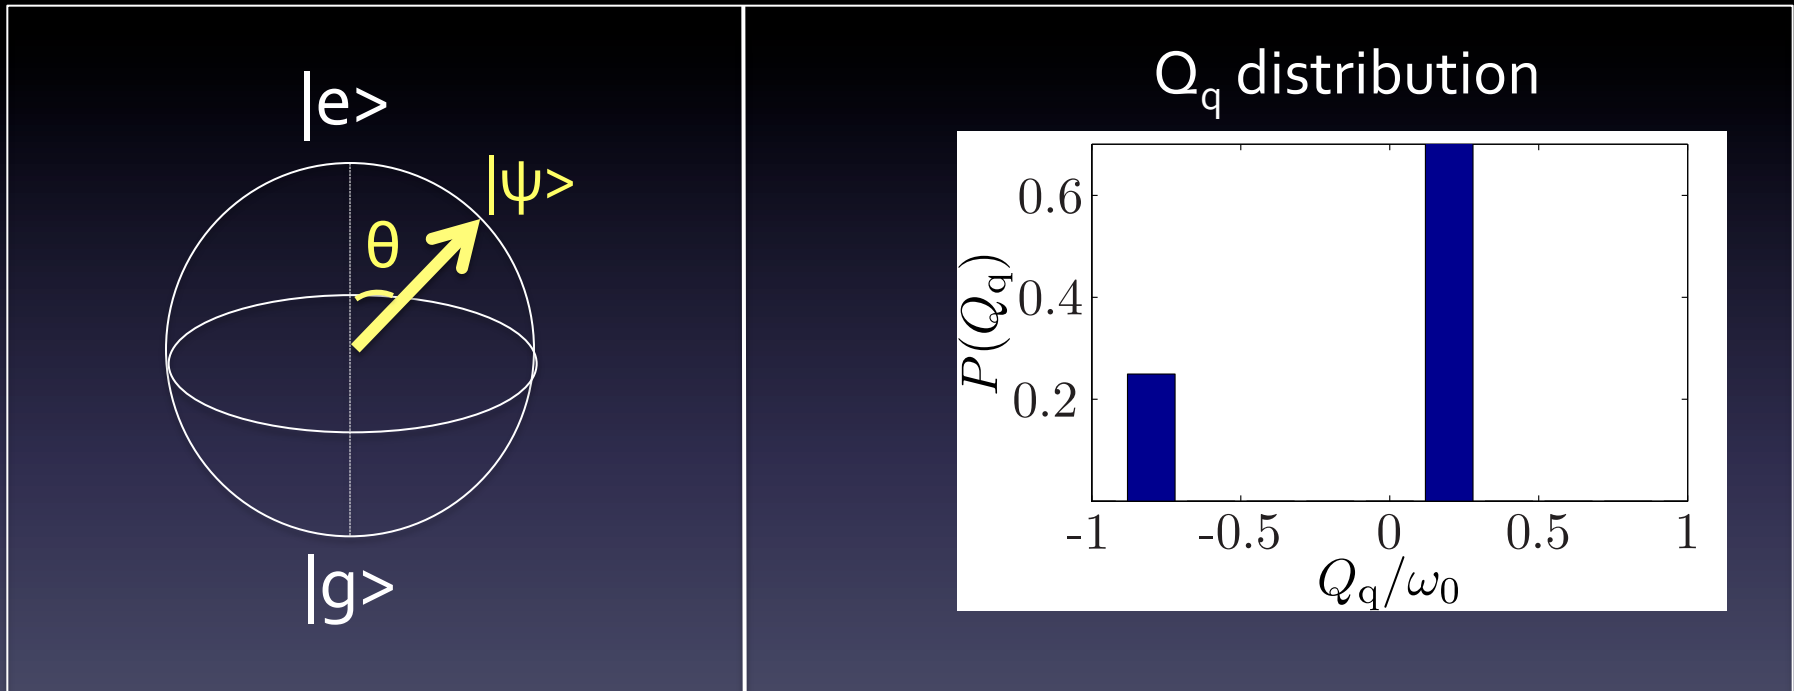 |e>
|ψ>
θ
|g>
Qq distribution
0.6
0.4
0.2
P(Qq)
-1 -0.5 0 0.5 1
Qq/ω0